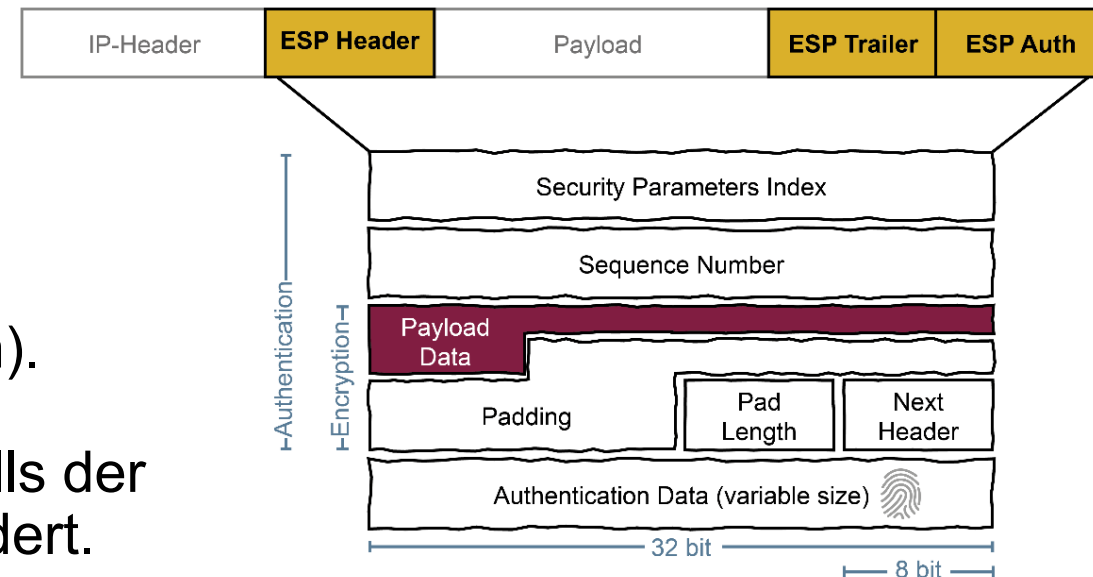 IP-Header ESP Header Payload ESP Trailer ESP Auth
Security Parameters Index
Sequence Number
Payload
Data
Padding
Pad
Length
Next
Header
Authentication Data (variable size)
Authentication
Encryption
32 bit
8 bit
).
lls der
dert.